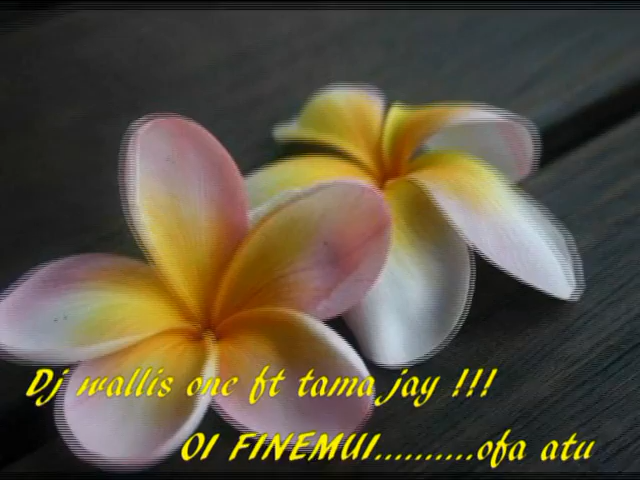 Dj wallis one ft tama jay !!!
OI FINEMUI..........ofa atu